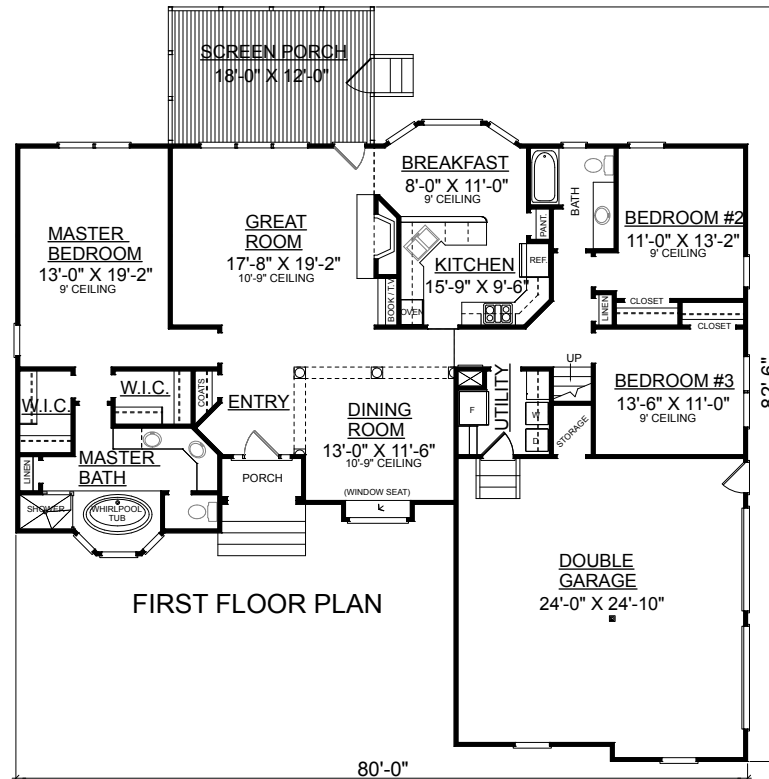 SCREEN PORCH
18'-0" X 12'-0"
BREAKFAST
8'-0" X 11'-0"
9' CEILING
BATH
BEDROOM #2
11'-0" X 13'-2"
9' CEILING
MASTER
BEDROOM
13'-0" X 19'-2"
9' CEILING
GREAT
ROOM
17'-8" X 19'-2"
10'-9" CEILING
PANT.
KITCHEN
15'-9" X 9'-6"
REF.
BOOK / T.V.
OVEN
LINEN
CLOSET
CLOSET
UP
BEDROOM #3
13'-6" X 11'-0"
9' CEILING
82'-6"
W.I.C.
W.I.C.
COATS
ENTRY
DINING
ROOM
13'-0" X 11'-6"
10'-9" CEILING
F
UTILITY
W
D
STORAGE
MASTER
BATH
LINEN
PORCH
(WINDOW SEAT)
SHOWER
WHIRLPOOL
TUB
DOUBLE
GARAGE
24'-0" X 24'-10"
FIRST FLOOR PLAN
80'-0"